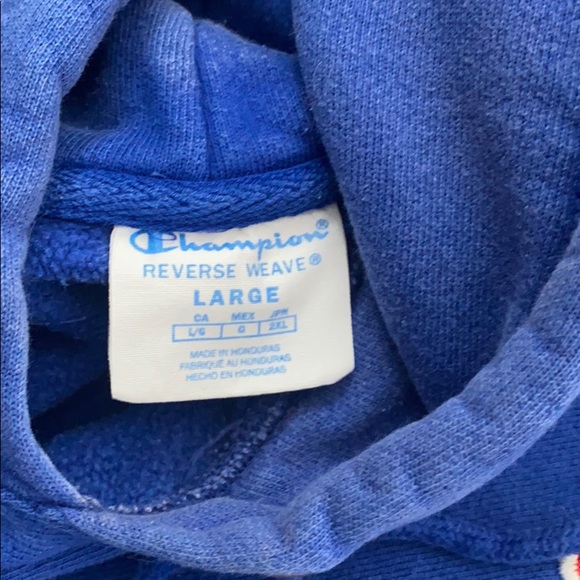 Champion®
REVERSE WEAVE®
LARGE
CA MEX JPN
L/G G 2XL
MADE IN HONDURAS
FABRIQUÉ AU HONDURAS
HECHO EN HONDURAS